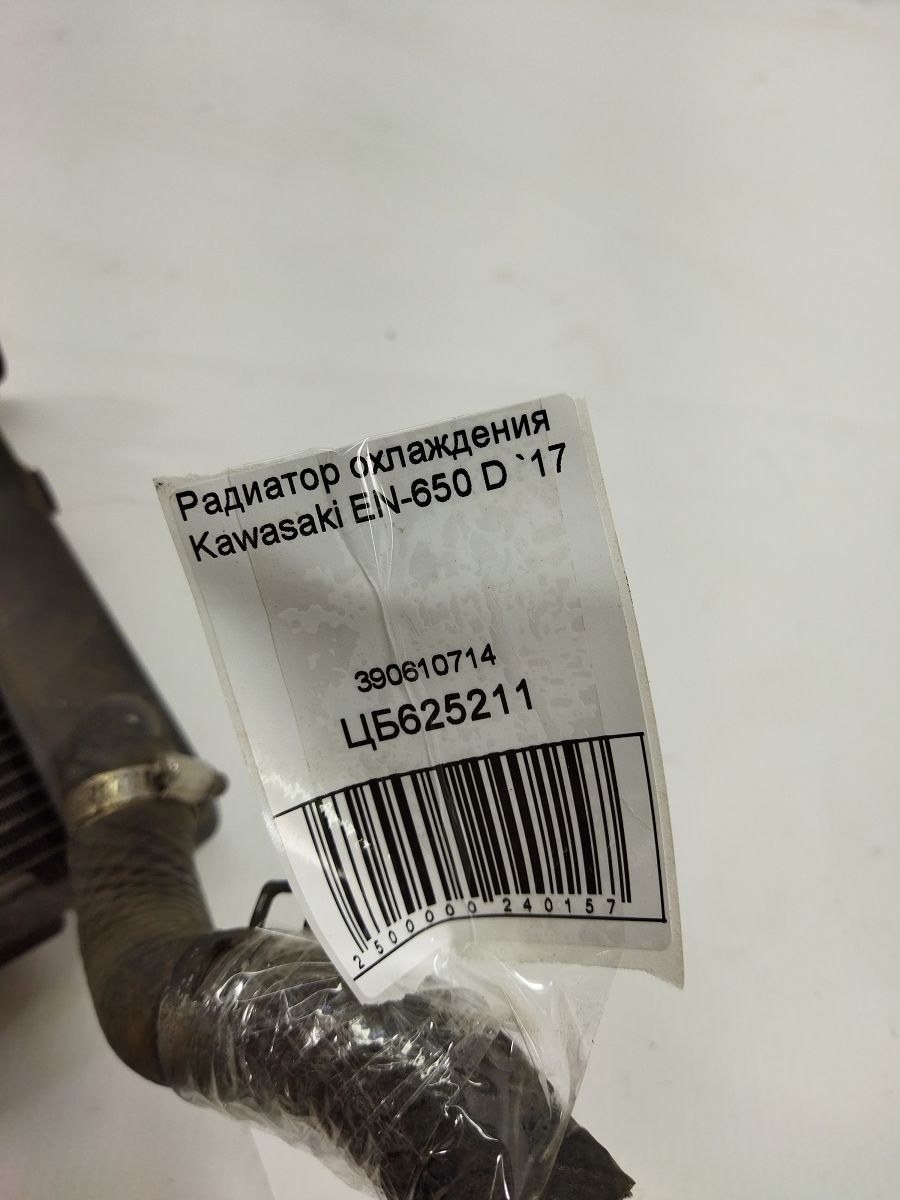 Радиатор охлаждения
Kawasaki EN-650 D `17
390610714
ЦБ625211
2500000240157